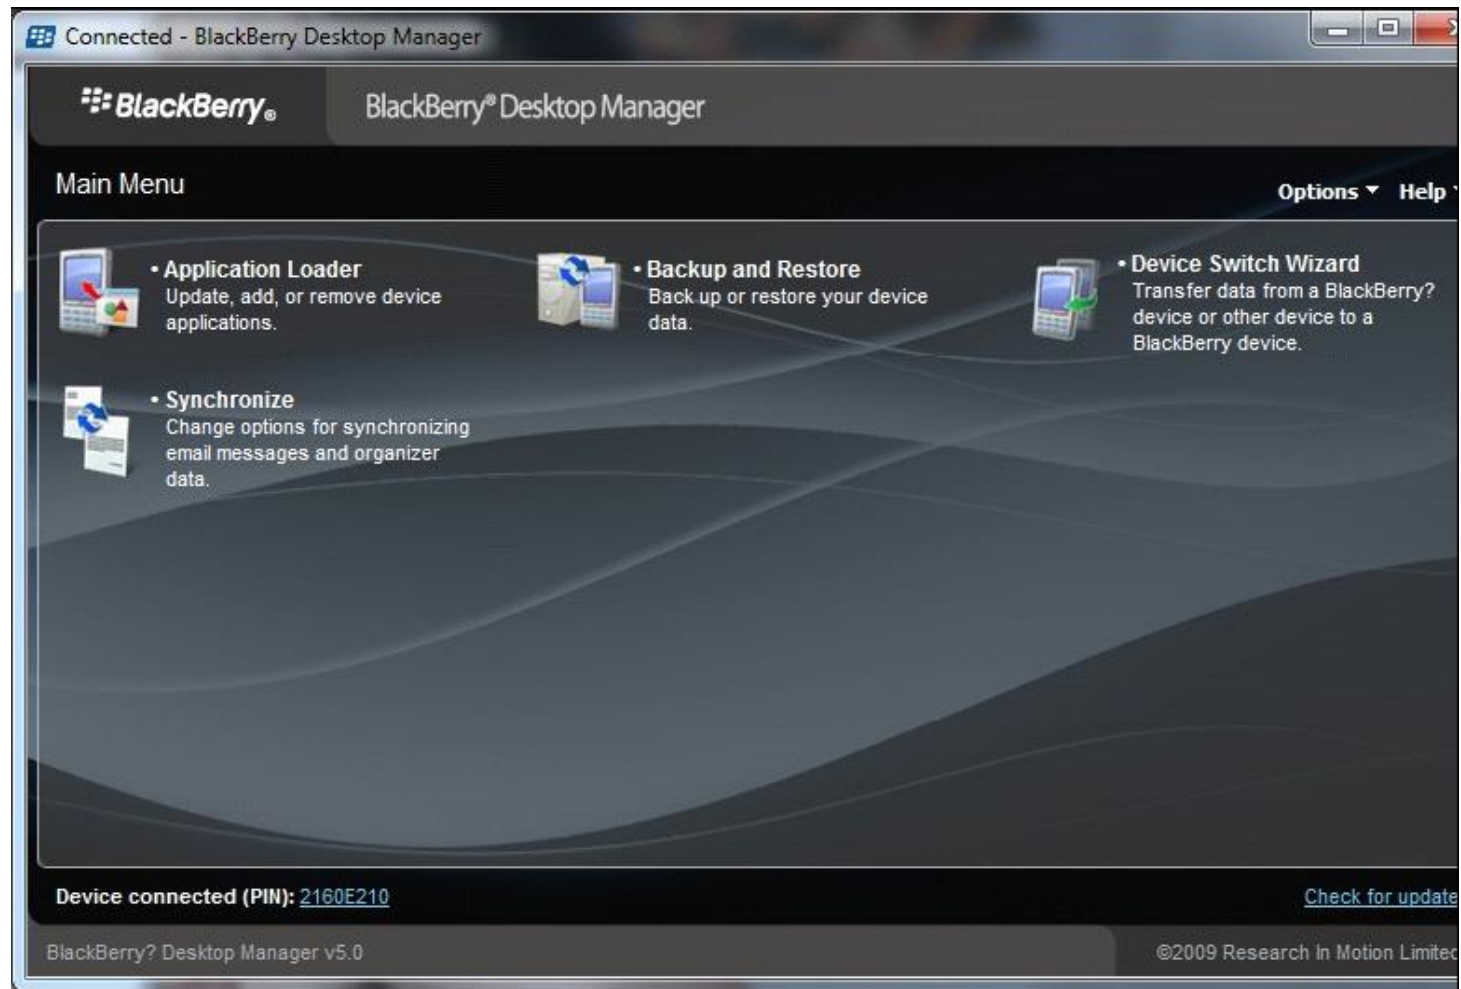 Connected - BlackBerry Desktop Manager
BlackBerry®
BlackBerry® Desktop Manager
Main Menu
Options
Help
• Application Loader
Update, add, or remove device
applications.
• Backup and Restore
Back up or restore your device
data.
• Device Switch Wizard
Transfer data from a BlackBerry?
device or other device to a
BlackBerry device.
• Synchronize
Change options for synchronizing
email messages and organizer
data.
Device connected (PIN): 2160E210
Check for update
BlackBerry? Desktop Manager v5.0
©2009 Research In Motion Limited